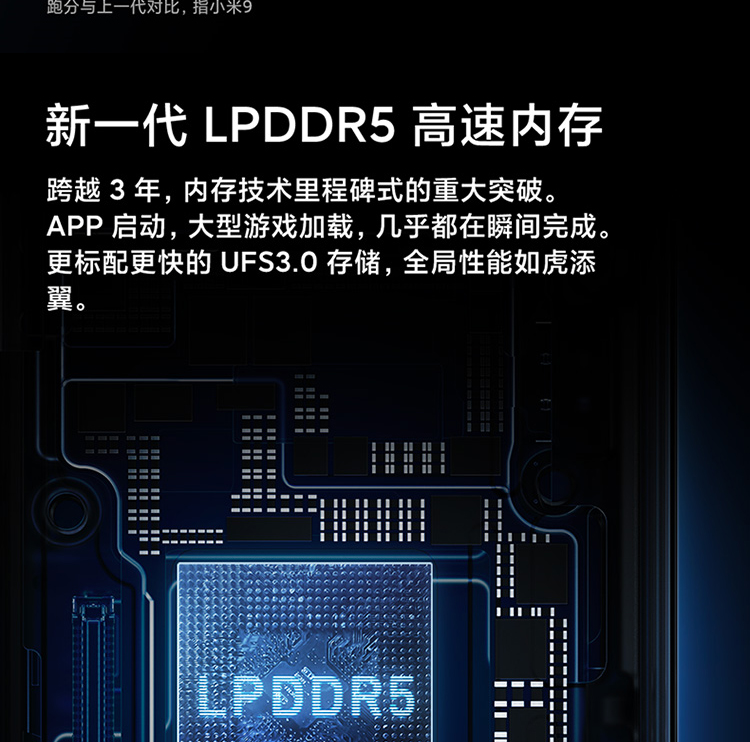 跑分与上一代对比，指小米9
新一代 LPDDR5 高速内存
跨越 3 年，内存技术里程碑式的重大突破。
APP 启动，大型游戏加载，几乎都在瞬间完成。
更标配更快的 UFS3.0 存储，全局性能如虎添
翼。
LPDDR5